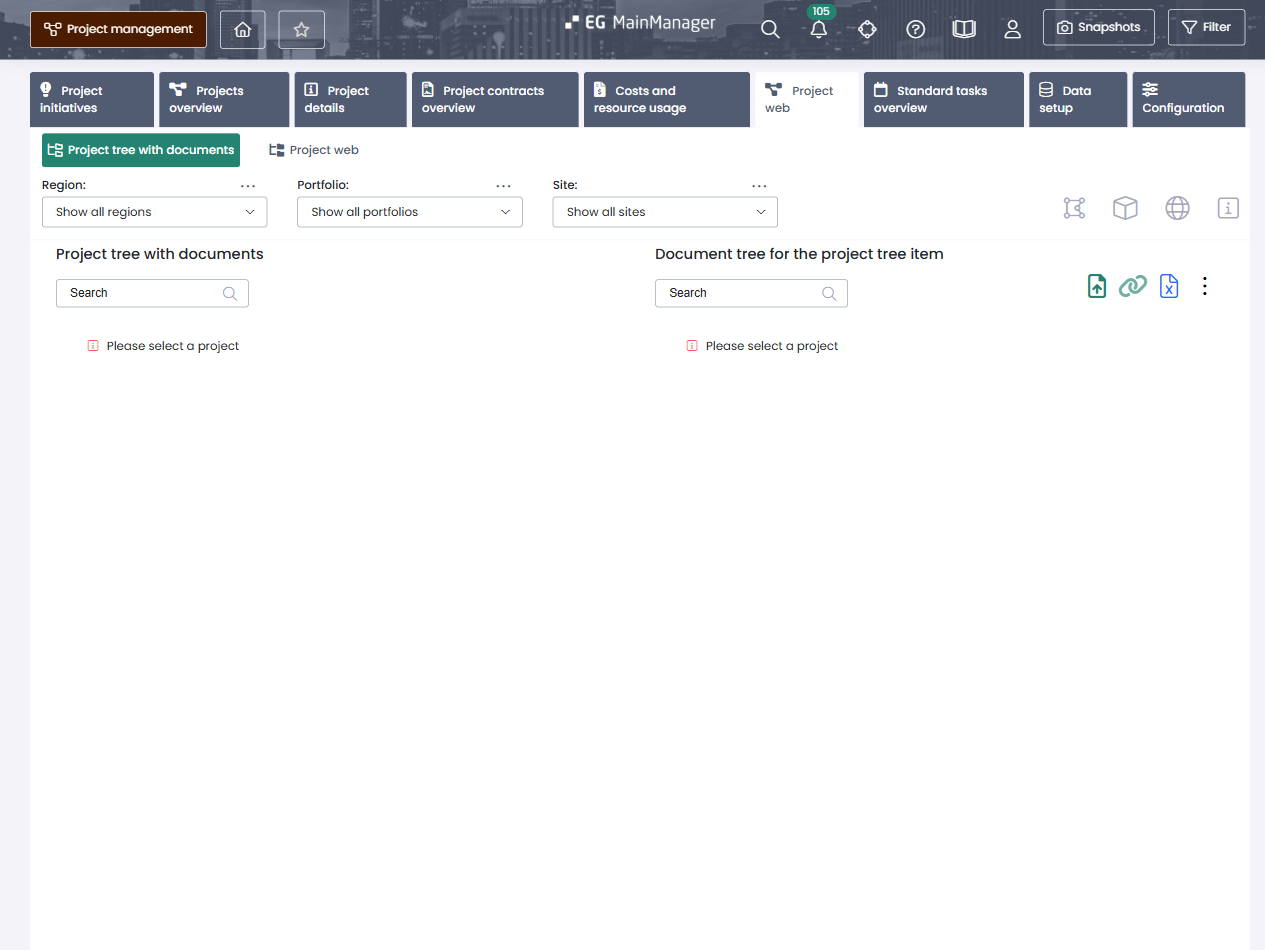 Project management
EG MainManager
105
Snapshots
Filter
Project initiatives
Projects overview
Project details
Project contracts overview
Costs and resource usage
Project web
Standard tasks overview
Data setup
Configuration
Project tree with documents
Project web
Region:
...
Portfolio:
...
Site:
...
Show all regions
Show all portfolios
Show all sites
Project tree with documents
Document tree for the project tree item
Search
Search
Please select a project
Please select a project